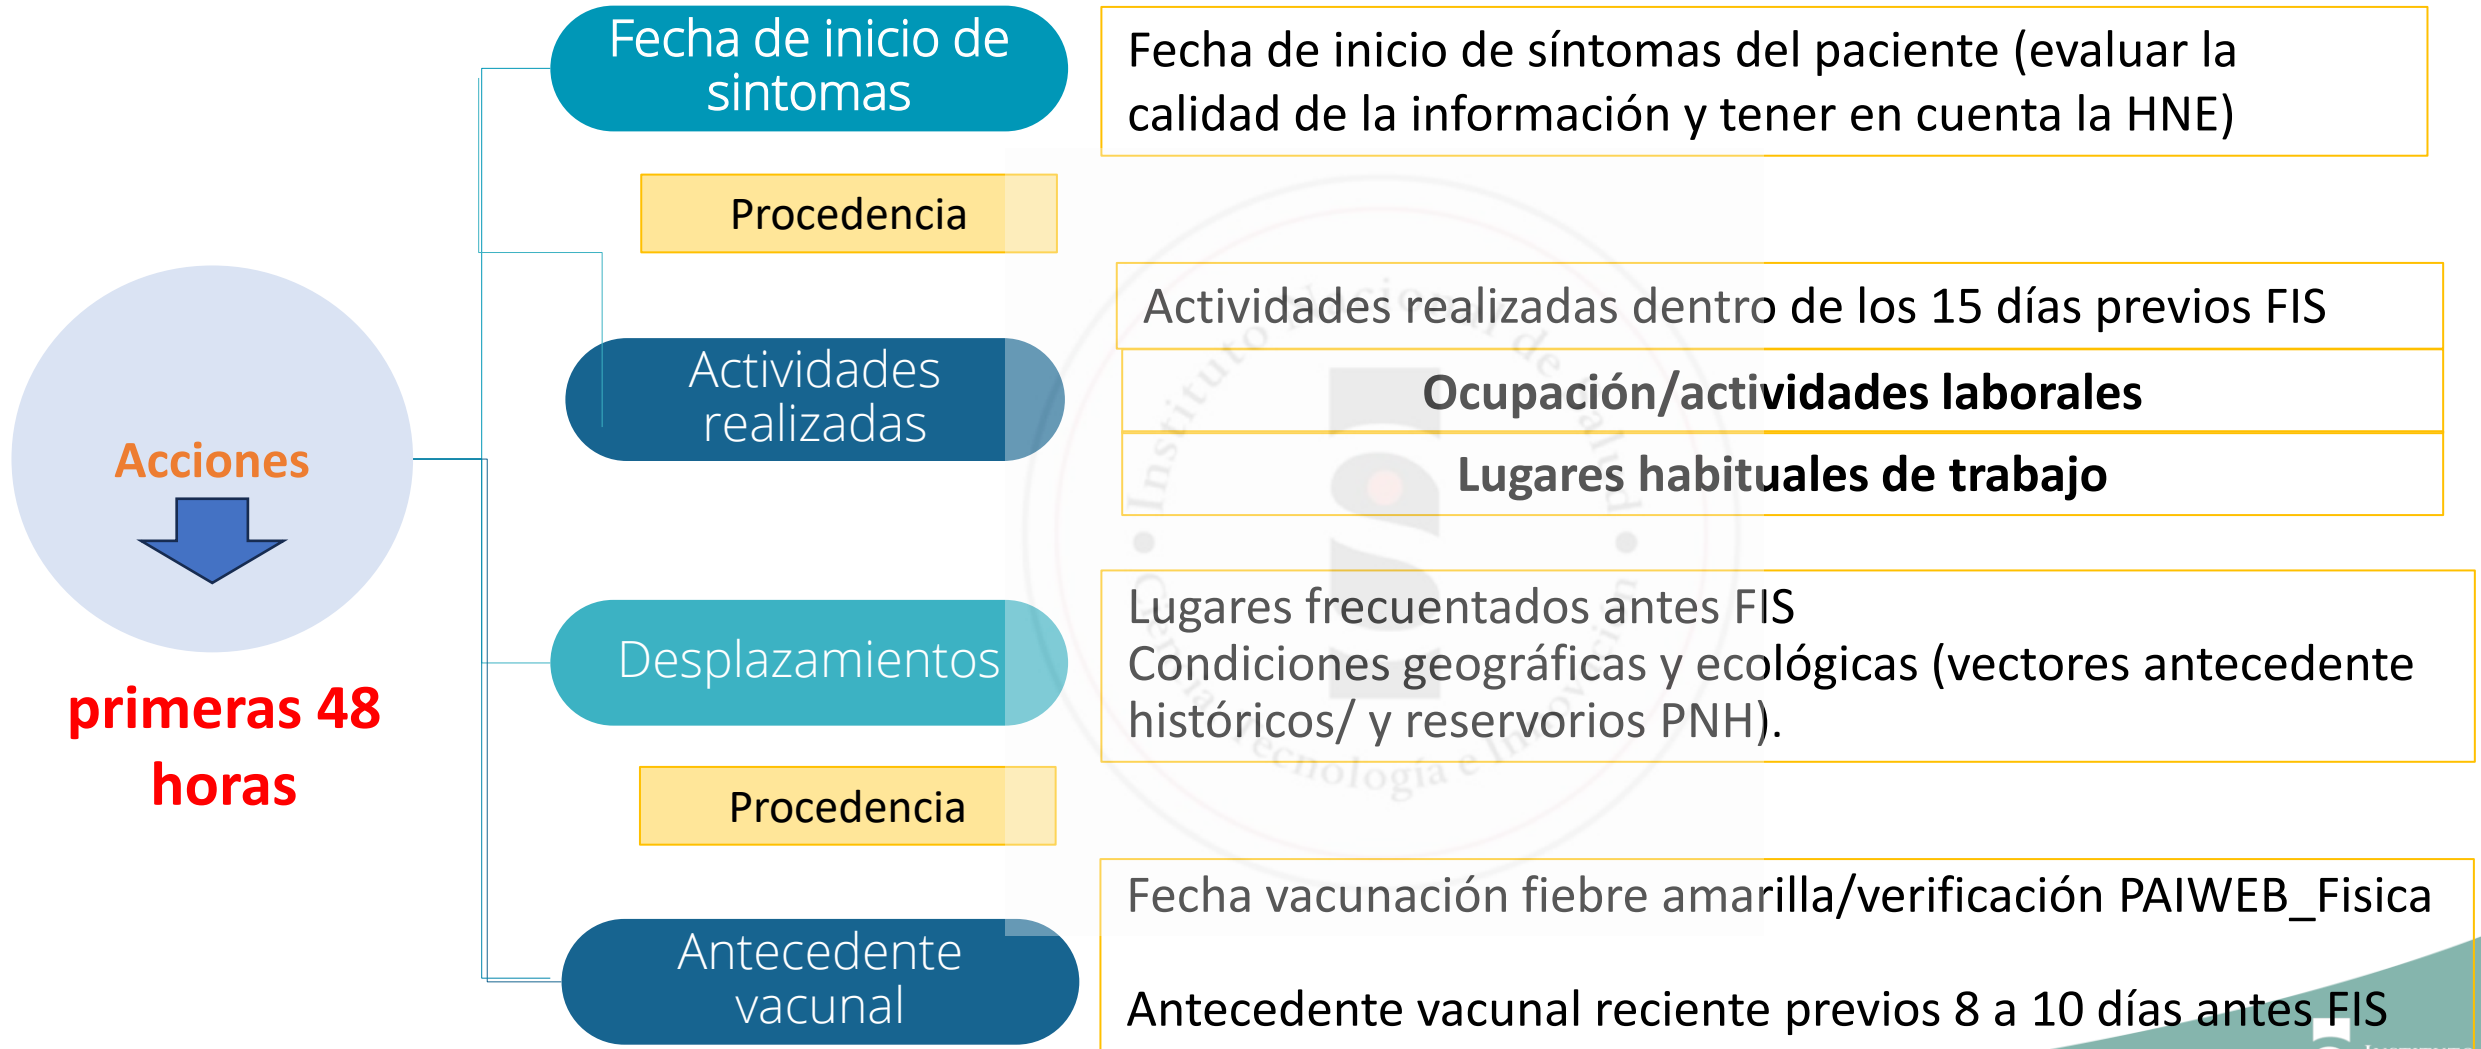 Acciones
primeras 48
horas
Fecha de inicio de
sintomas
Fecha de inicio de síntomas del paciente (evaluar la
calidad de la información y tener en cuenta la HNE)
Procedencia
Actividades
realizadas
Actividades realizadas dentro de los 15 días previos FIS
Ocupación/actividades laborales
Lugares habituales de trabajo
Desplazamientos
Lugares frecuentados antes FIS
Condiciones geográficas y ecológicas (vectores antecedente
históricos/ y reservorios PNH).
Procedencia
Antecedente
vacunal
Fecha vacunación fiebre amarilla/verificación PAIWEB_Fisica
Antecedente vacunal reciente previos 8 a 10 días antes FIS
Instituto Nacional de Salud